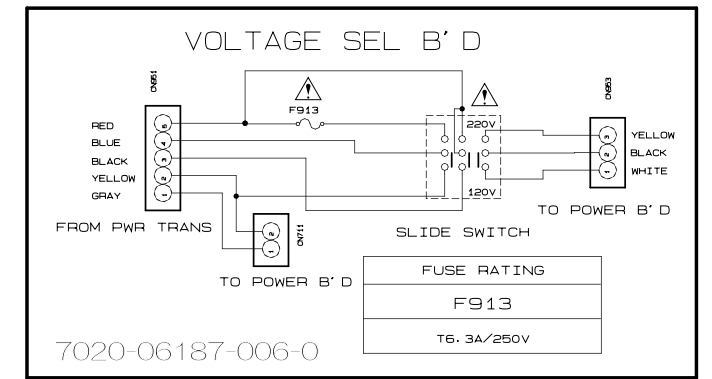 VOLTAGE SEL B'D
CN951
CN953
F913
RED
BLUE
BLACK
YELLOW
GRAY
5
4
3
2
1
220V
120V
3
2
1
YELLOW
BLACK
WHITE
FROM PWR TRANS
TO POWER B'D
SLIDE SWITCH
2
1
CN711
TO POWER B'D
FUSE RATING
F913
T6.3A/250V
7020-06187-006-0